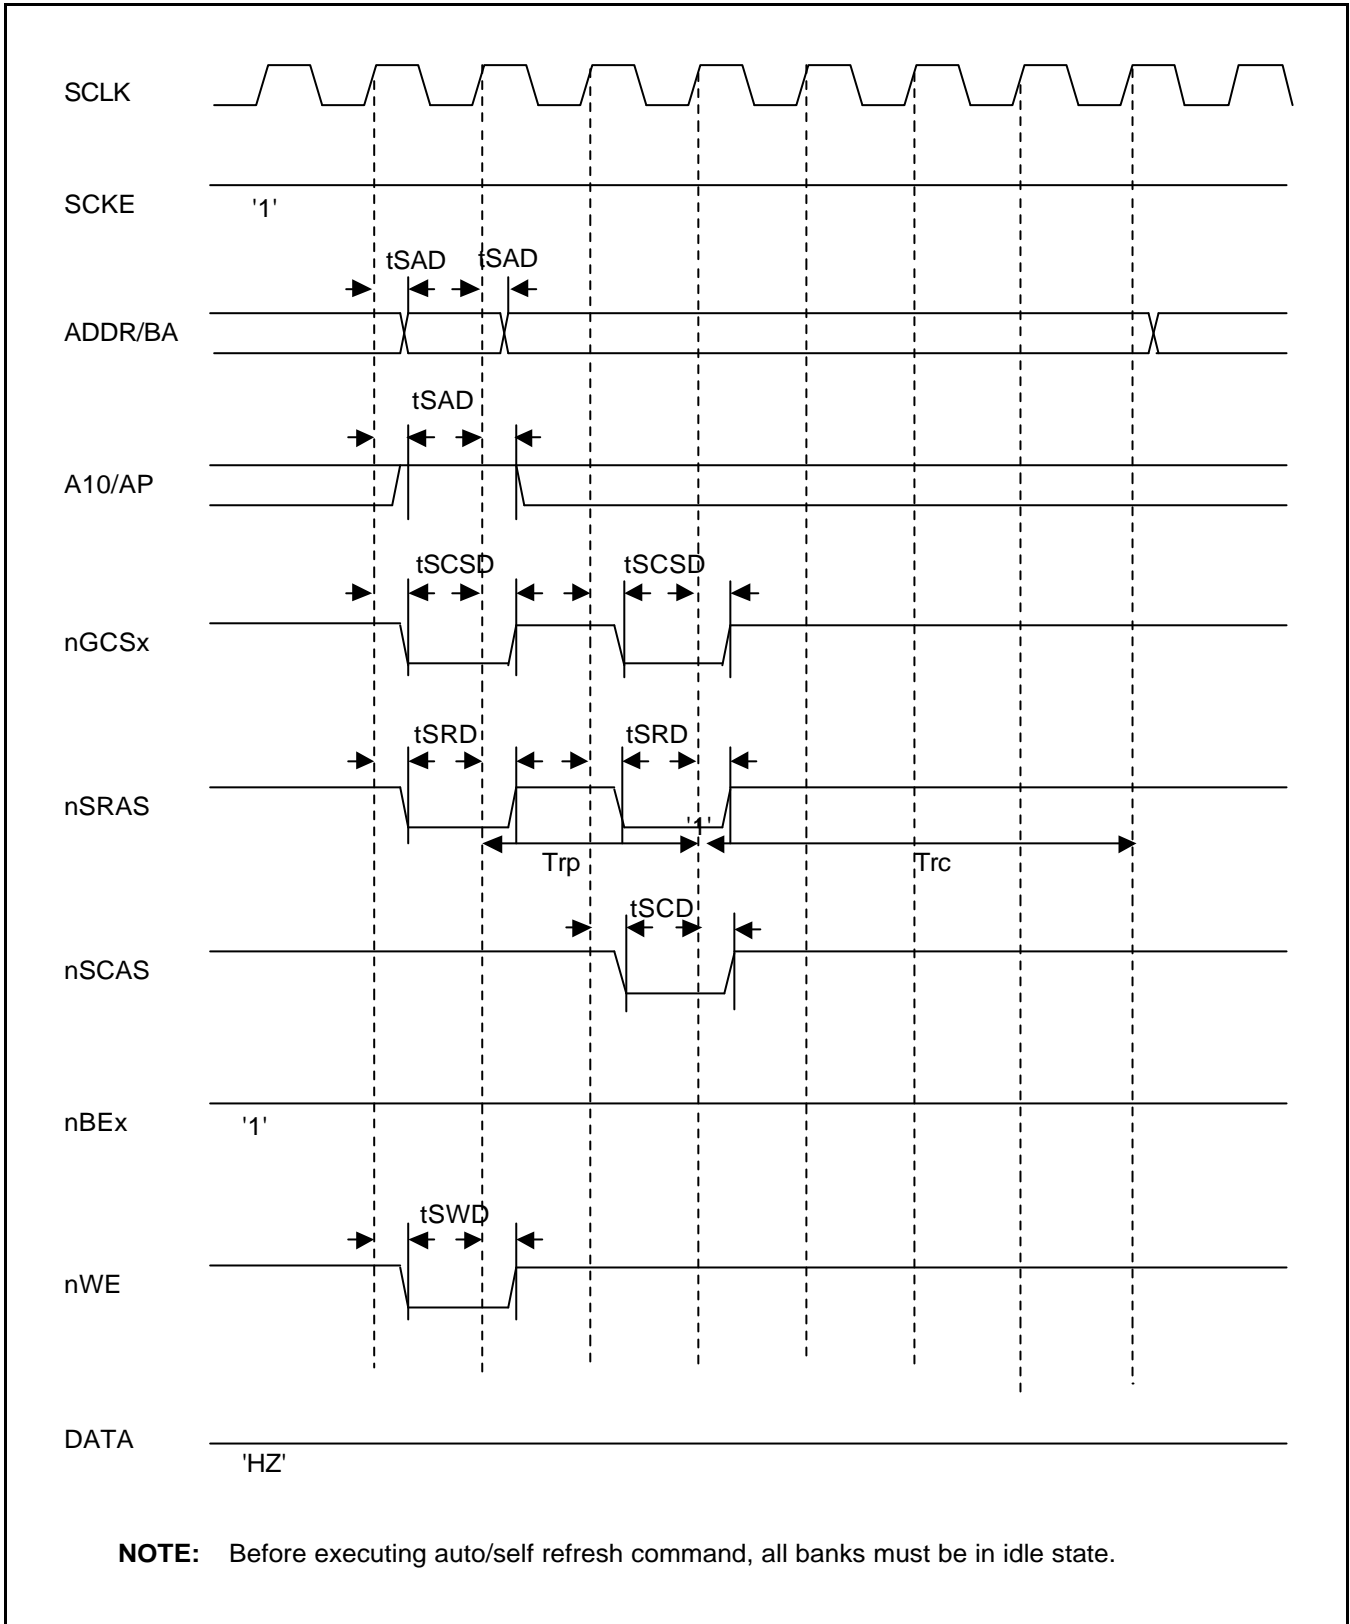 SCLK
SCKE
'1'
tSAD tSAD
ADDR/BA
tSAD
A10/AP
tSCSD tSCSD
nGCSx
tSRD tSRD
nSRAS
'1'
Trp Trc
tSCD
nSCAS
nBEx
'1'
tSWD
nWE
DATA
'HZ'
NOTE: Before executing auto/self refresh command, all banks must be in idle state.